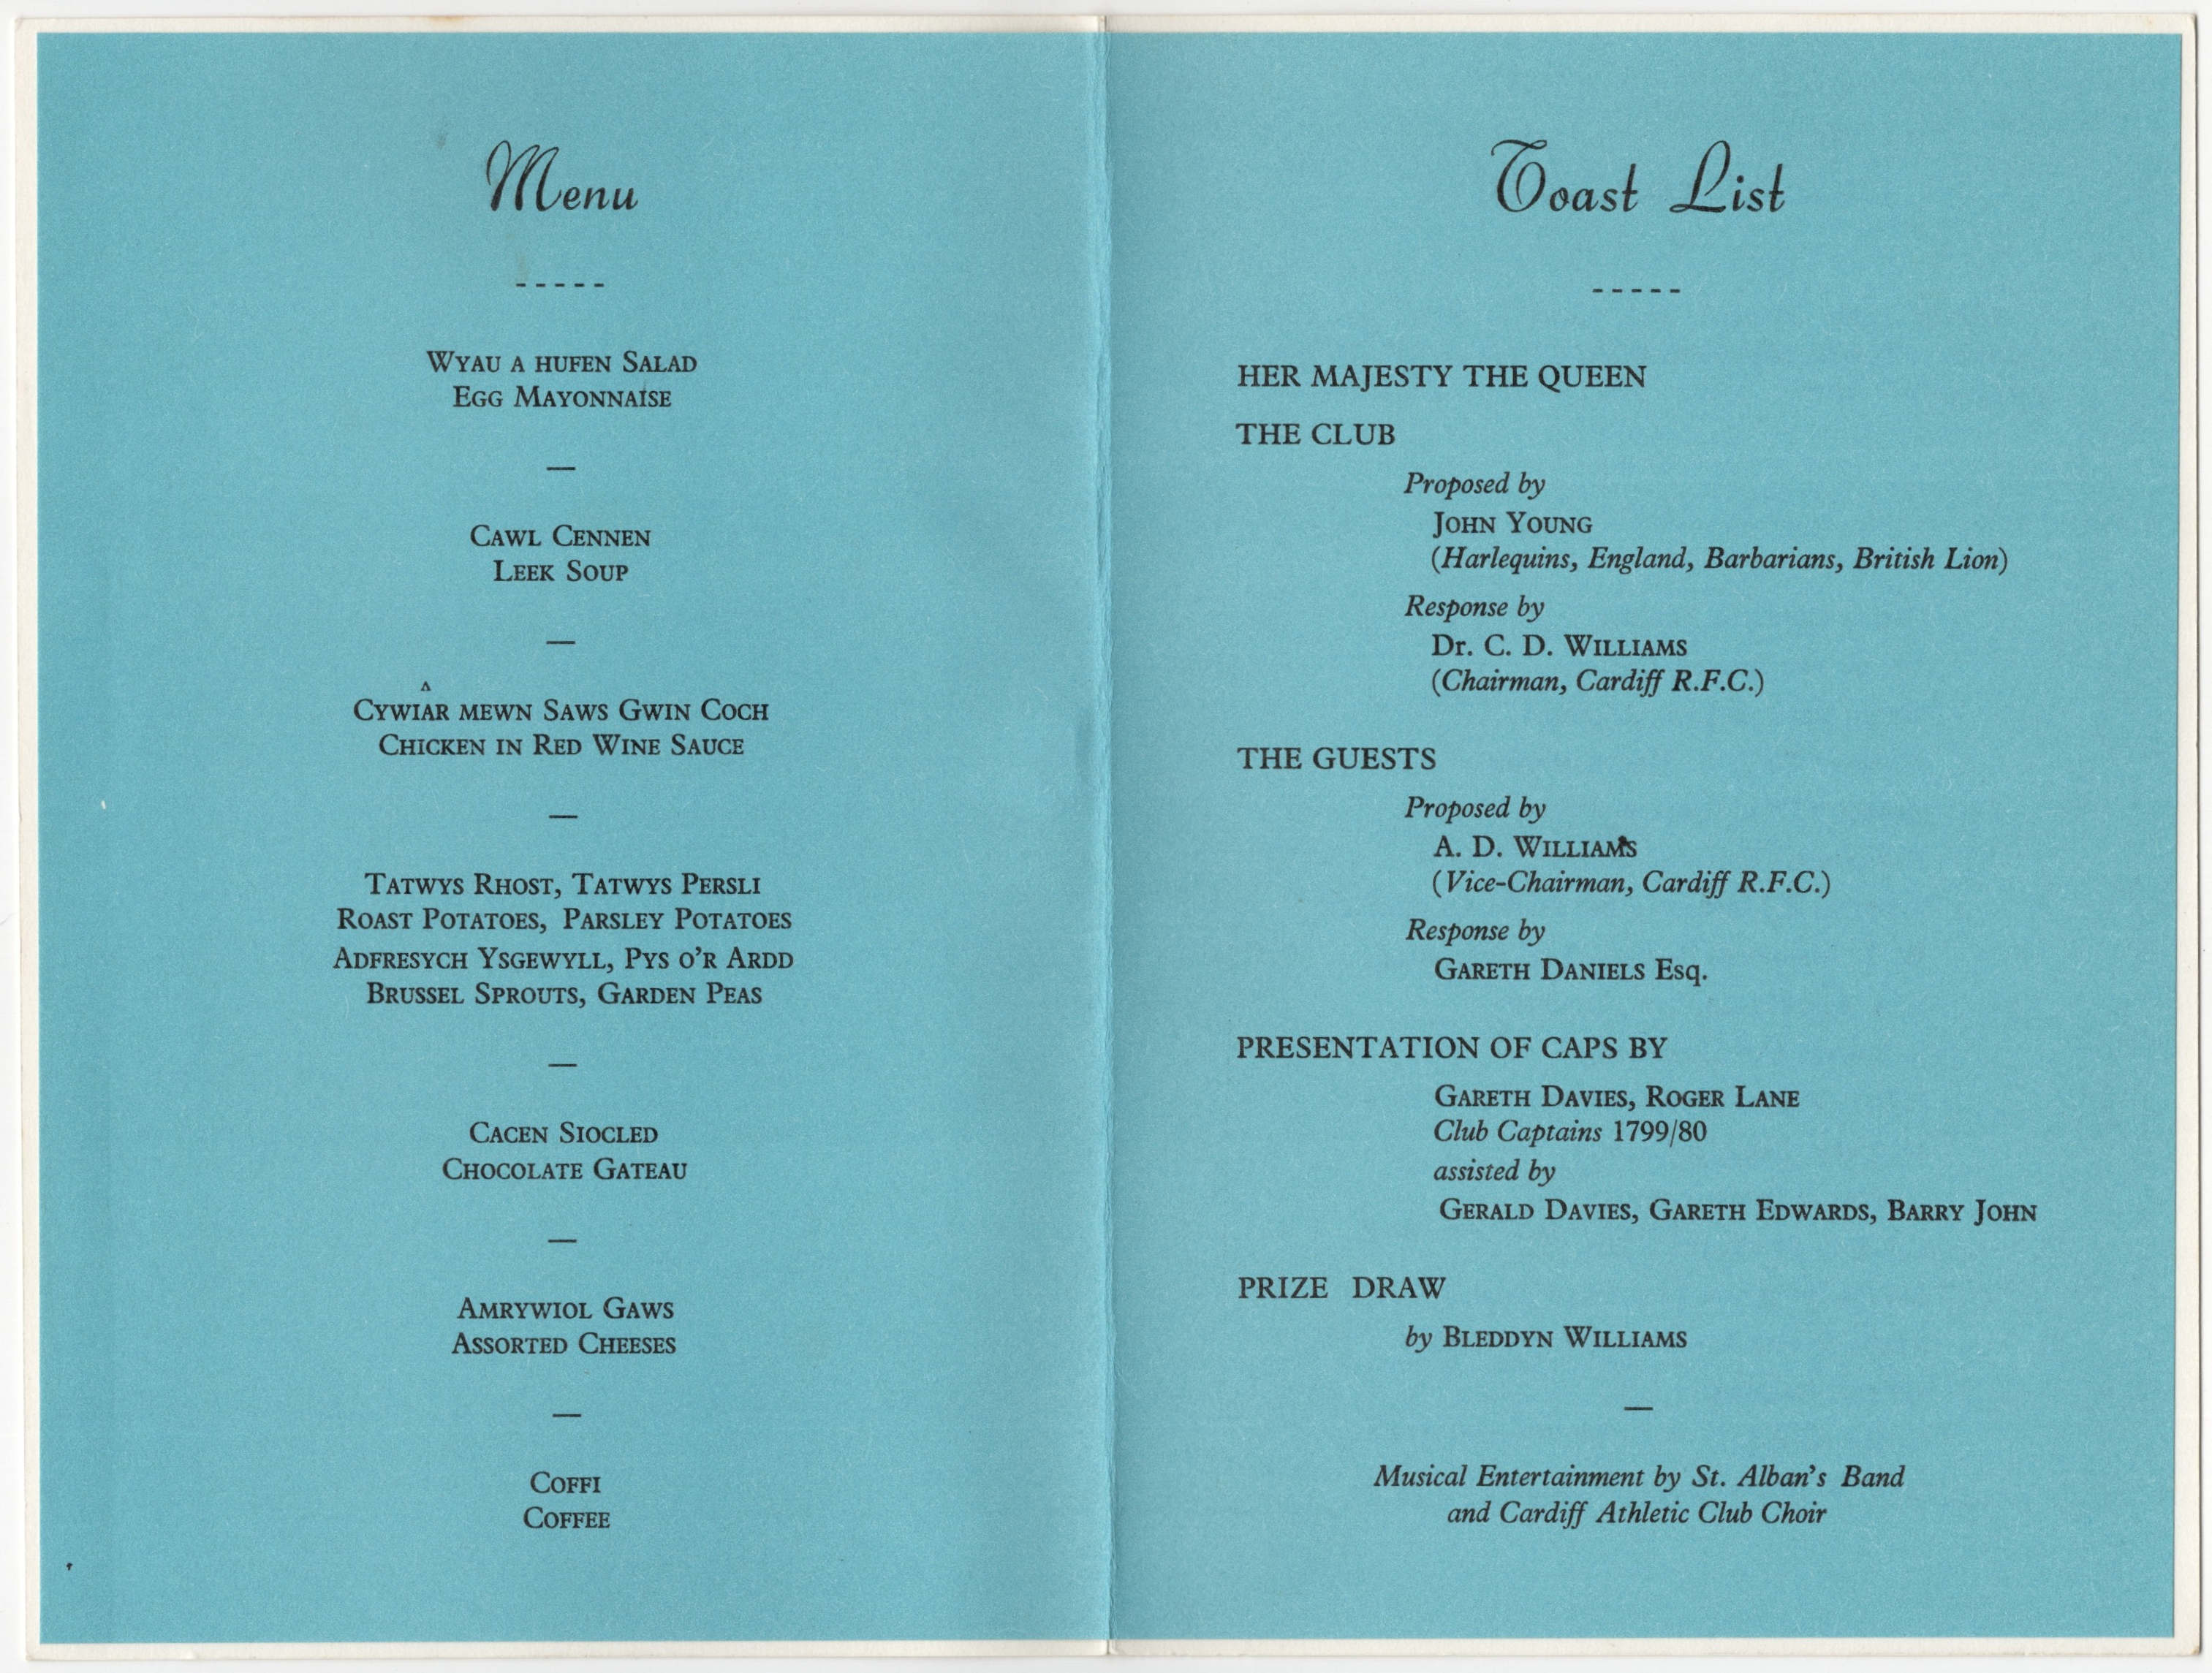 Menu
-----
Wyau a hufen Salad
Egg Mayonnaise
—
Cawl Cennen
Leek Soup
—
Cywiâr mewn Saws Gwin Coch
Chicken in Red Wine Sauce
—
Tatwys Rhost, Tatwys Persli
Roast Potatoes, Parsley Potatoes
Adfresych Ysgewyll, Pys o'r Ardd
Brussel Sprouts, Garden Peas
—
Cacen Siocled
Chocolate Gateau
—
Amrywiol Gaws
Assorted Cheeses
—
Coffi
Coffee
Toast List
-----
HER MAJESTY THE QUEEN
THE CLUB
Proposed by
John Young
(Harlequins, England, Barbarians, British Lion)
Response by
Dr. C. D. Williams
(Chairman, Cardiff R.F.C.)
THE GUESTS
Proposed by
A. D. Williams
(Vice-Chairman, Cardiff R.F.C.)
Response by
Gareth Daniels Esq.
PRESENTATION OF CAPS BY
Gareth Davies, Roger Lane
Club Captains 1799/80
assisted by
Gerald Davies, Gareth Edwards, Barry John
PRIZE DRAW
by Bleddyn Williams
—
Musical Entertainment by St. Alban's Band
and Cardiff Athletic Club Choir